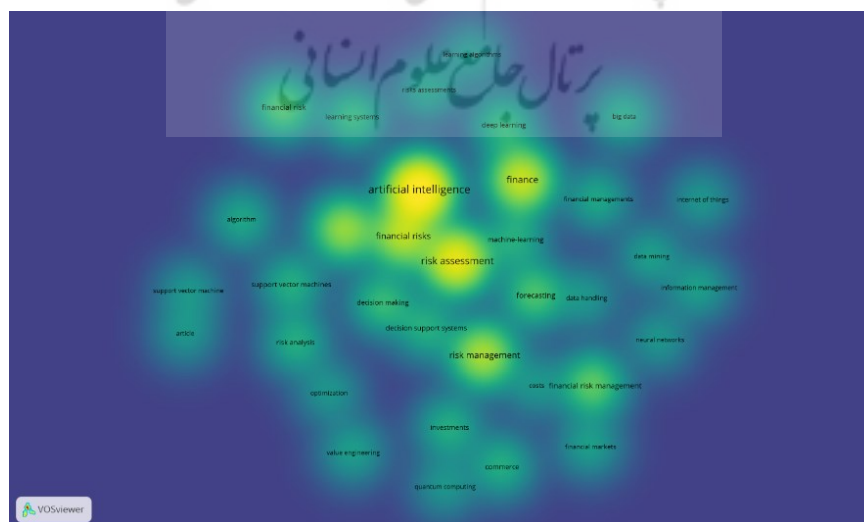 پرتال جامع علوم انسانی
learning algorithms
risks assessments
financial risk
learning systems
deep learning
big data
artificial intelligence
finance
financial managements
internet of things
algorithm
financial risks
machine-learning
risk assessment
data mining
support vector machine
support vector machines
decision making
forecasting
data handling
information management
article
risk analysis
decision support systems
neural networks
risk management
optimization
costs
financial risk management
investments
value engineering
commerce
financial markets
quantum computing
VOSviewer